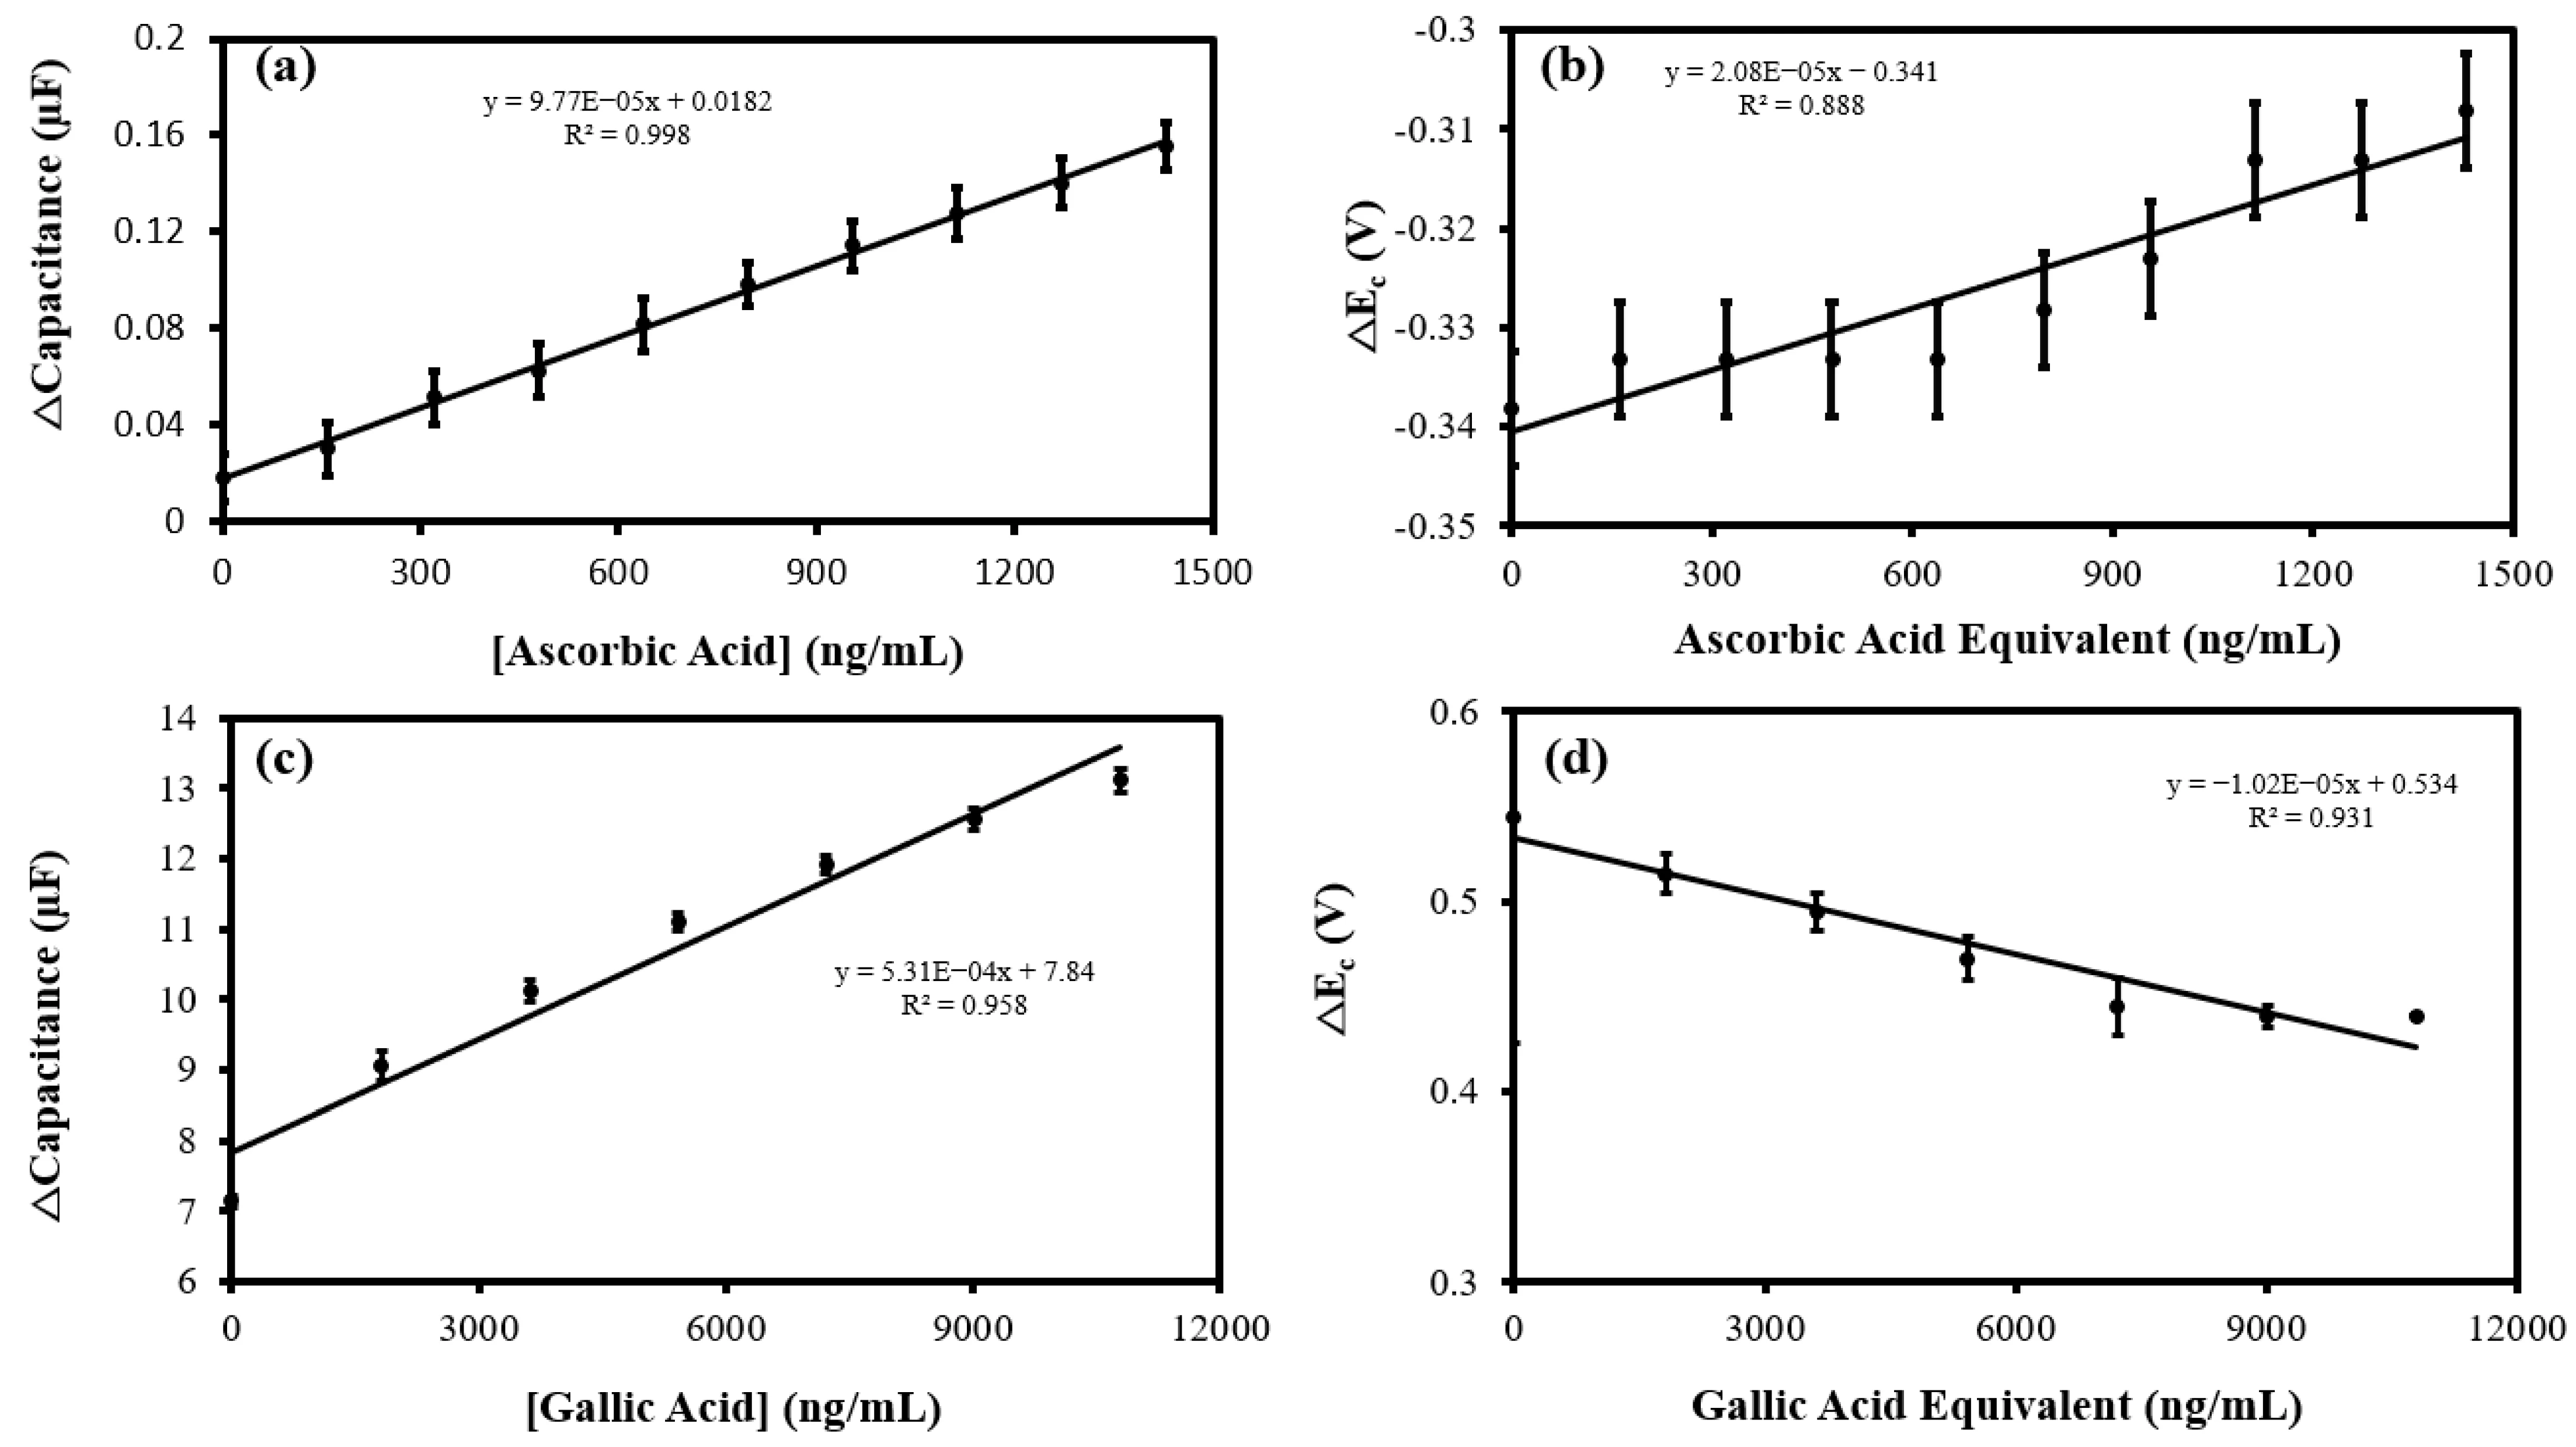 (a)
y = 9.77E−05x + 0.0182
R² = 0.998
△Capacitance (µF)
0.2
0.16
0.12
0.08
0.04
0
0 300 600 900 1200 1500
[Ascorbic Acid] (ng/mL)
(b)
y = 2.08E−05x − 0.341
R² = 0.888
△Ec (V)
-0.3
-0.31
-0.32
-0.33
-0.34
-0.35
0 300 600 900 1200 1500
Ascorbic Acid Equivalent (ng/mL)
(c)
y = 5.31E−04x + 7.84
R² = 0.958
△Capacitance (µF)
14
13
12
11
10
9
8
7
6
0 3000 6000 9000 12000
[Gallic Acid] (ng/mL)
(d)
y = −1.02E−05x + 0.534
R² = 0.931
△Ec (V)
0.6
0.5
0.4
0.3
0 3000 6000 9000 12000
Gallic Acid Equivalent (ng/mL)